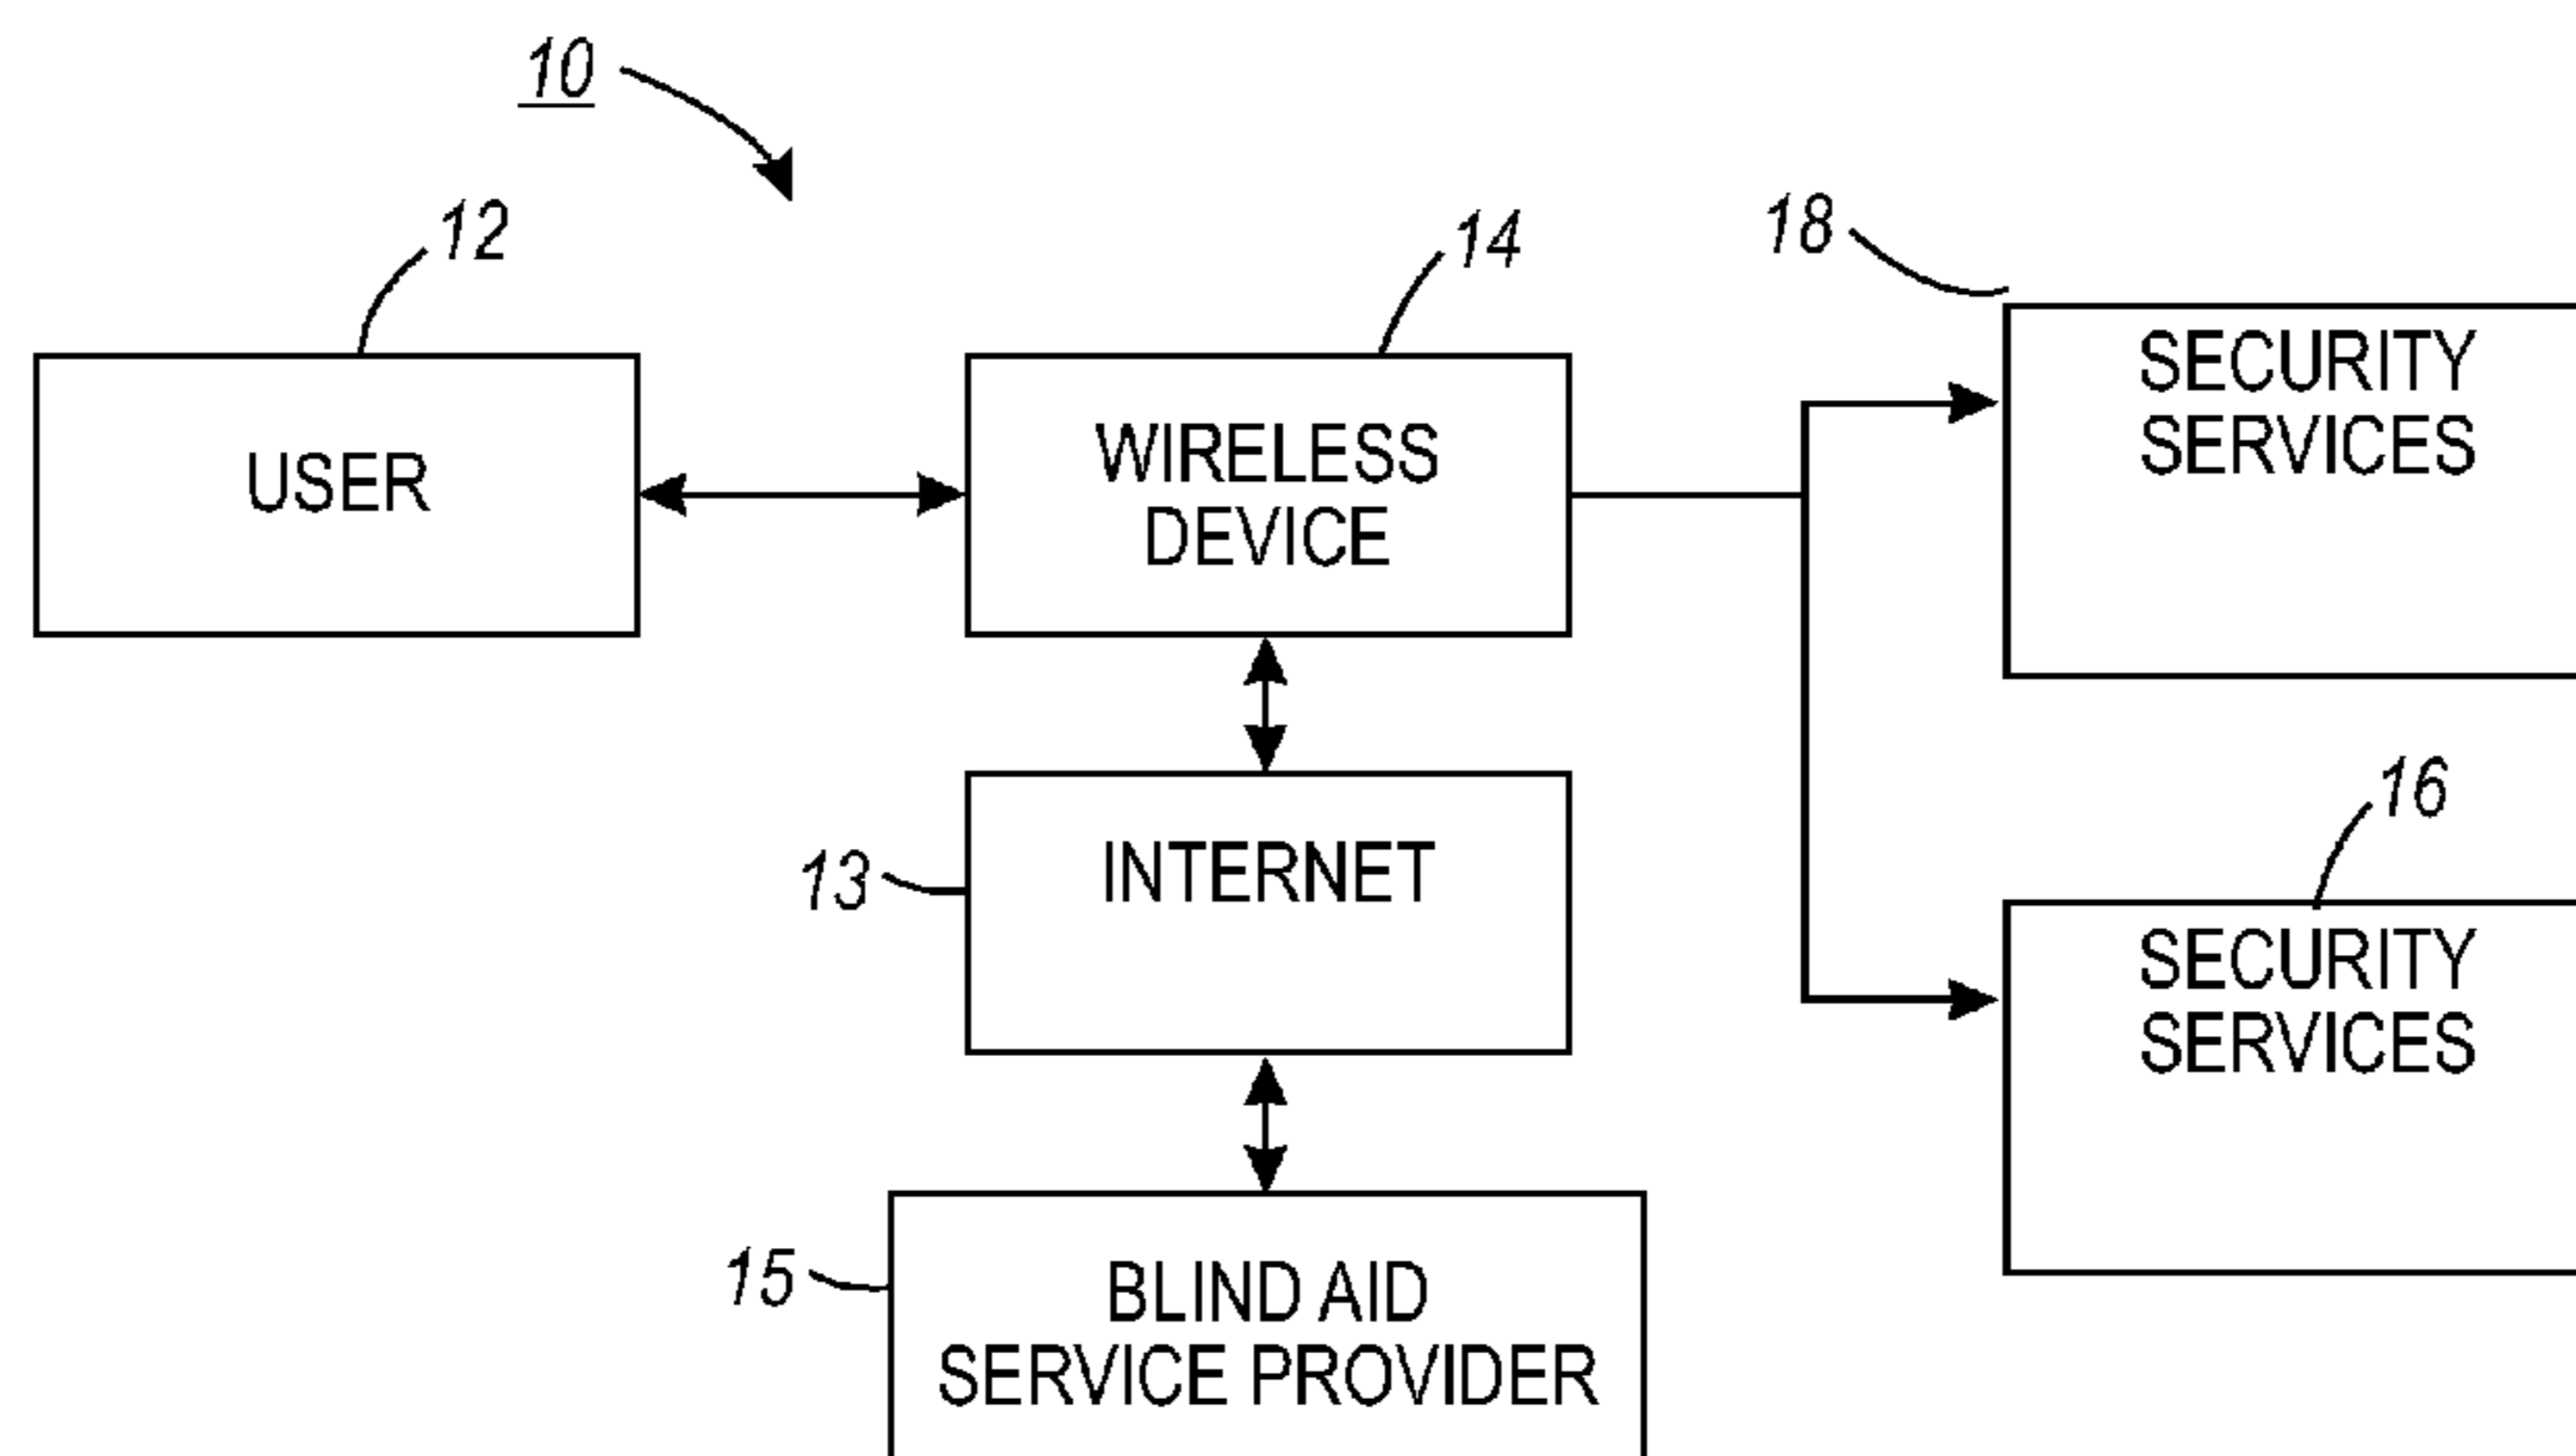 10
12
14
18
USER
WIRELESS
DEVICE
SECURITY
SERVICES
13
INTERNET
16
SECURITY
SERVICES
15
BLIND AID
SERVICE PROVIDER